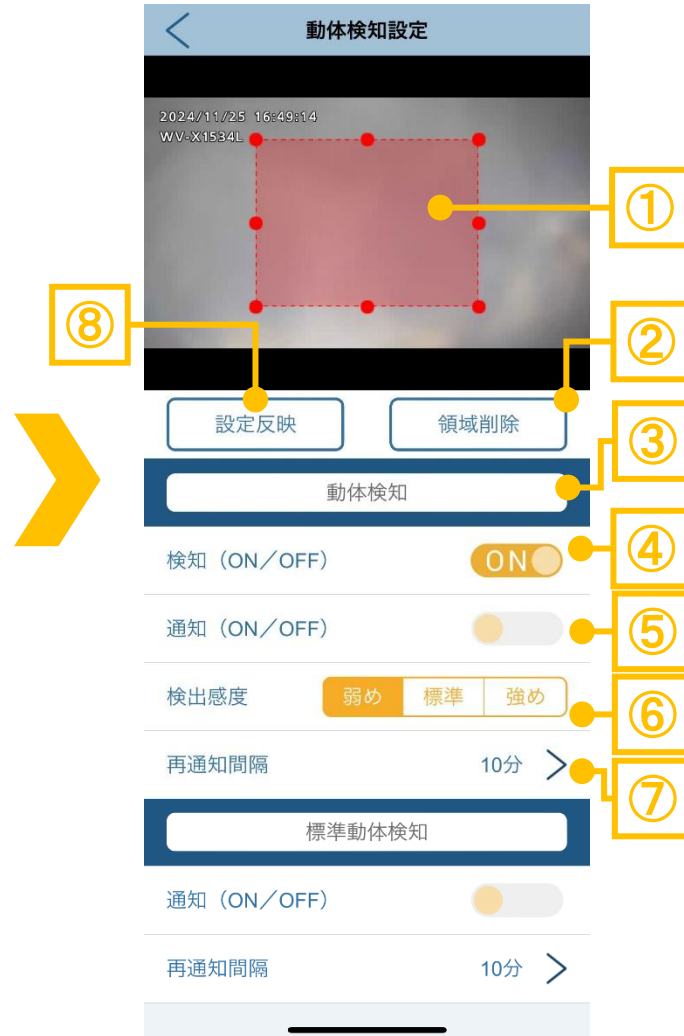 動体検知設定
2024/11/25 16:49:14
WV-X1534L
①
⑧
②
設定反映 領域削除
③
動体検知
検知（ON／OFF） ON
④
通知（ON／OFF）
⑤
検出感度 弱め 標準 強め
⑥
再通知間隔 10分
⑦
標準動体検知
通知（ON／OFF）
再通知間隔 10分